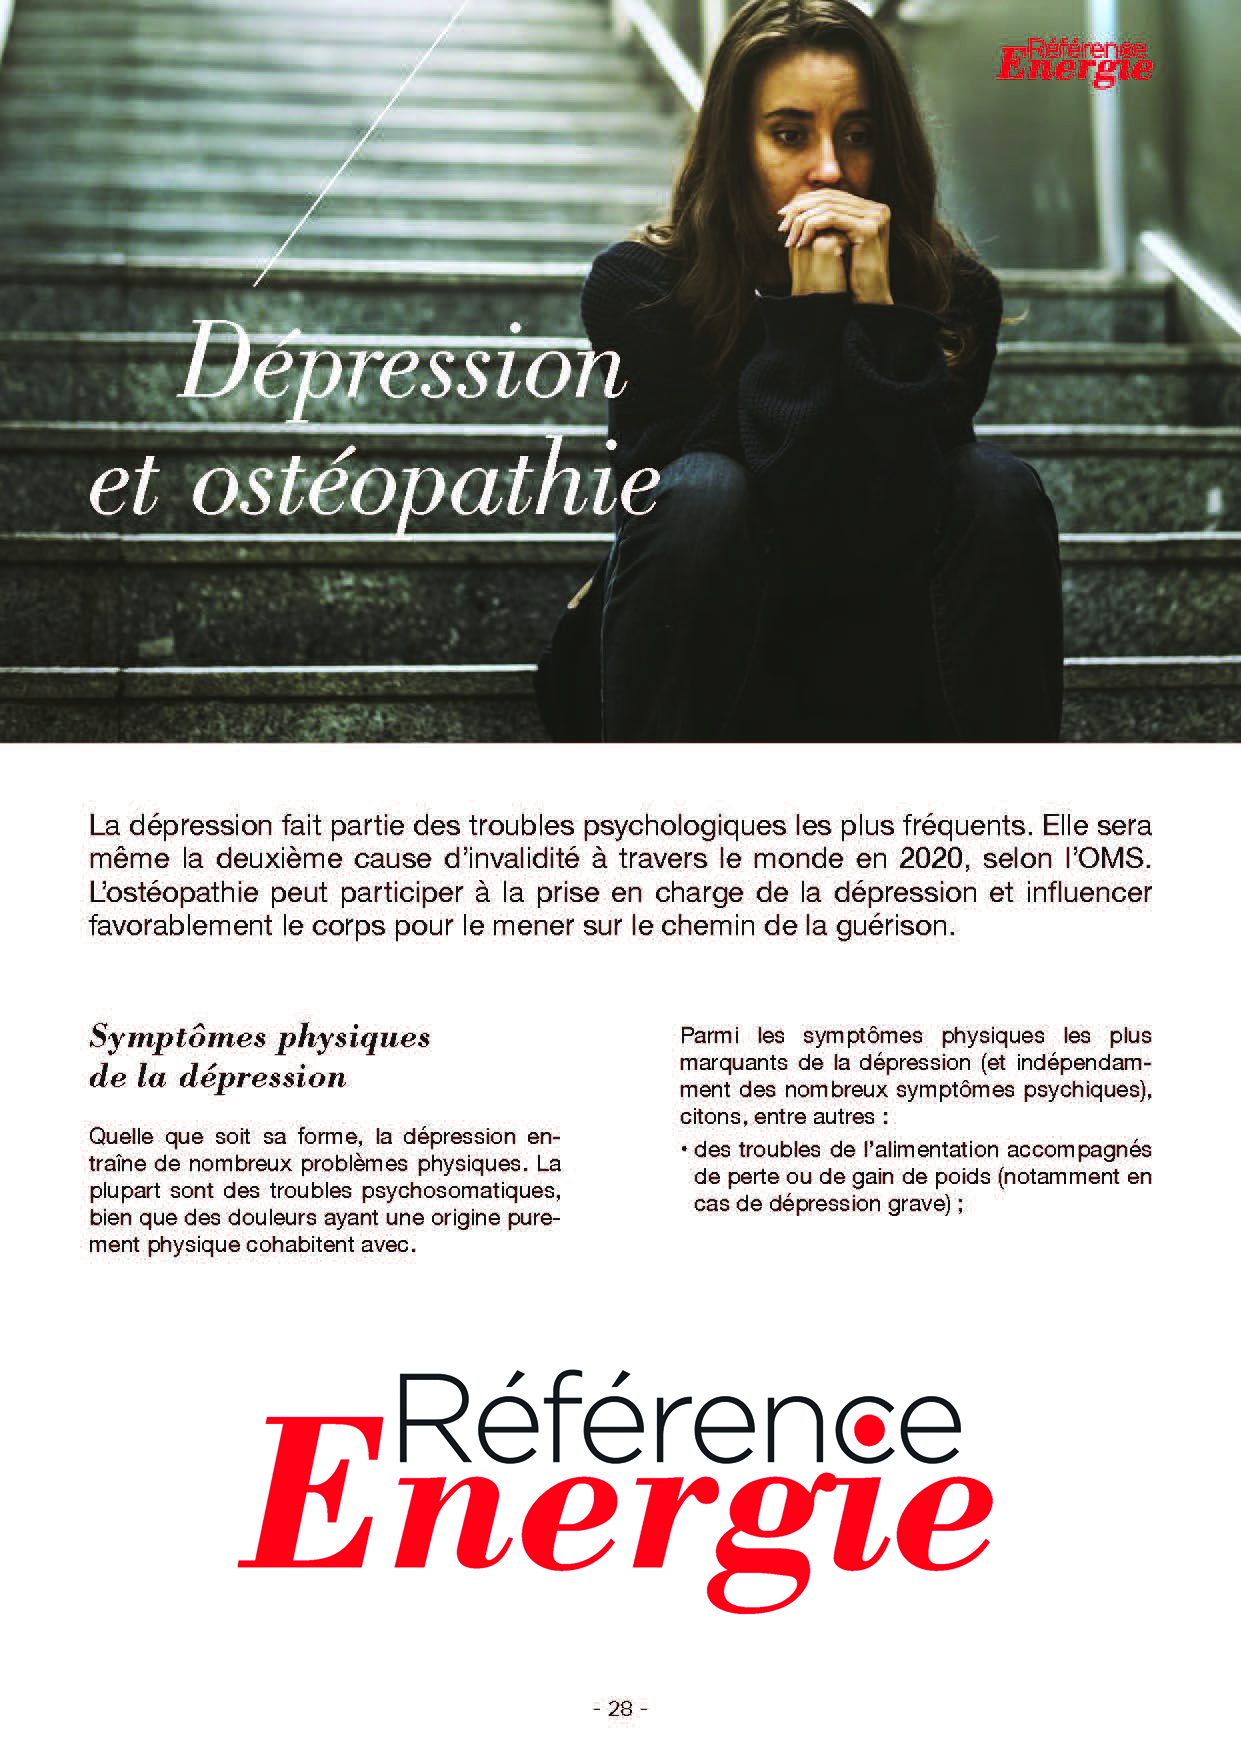 Référence
Energie
Dépression
et ostéopathie
La dépression fait partie des troubles psychologiques les plus fréquents. Elle sera
même la deuxième cause d'invalidité à travers le monde en 2020, selon l'OMS.
L'ostéopathie peut participer à la prise en charge de la dépression et influencer
favorablement le corps pour le mener sur le chemin de la guérison.
Symptômes physiques
de la dépression
Quelle que soit sa forme, la dépression en-
traîne de nombreux problèmes physiques. La
plupart sont des troubles psychosomatiques,
bien que des douleurs ayant une origine pure-
ment physique cohabitent avec.
Parmi les symptômes physiques les plus
marquants de la dépression (et indépendam-
ment des nombreux symptômes psychiques),
citons, entre autres :
• des troubles de l'alimentation accompagnés
de perte ou de gain de poids (notamment en
cas de dépression grave) ;
Référence
Energie
- 28 -